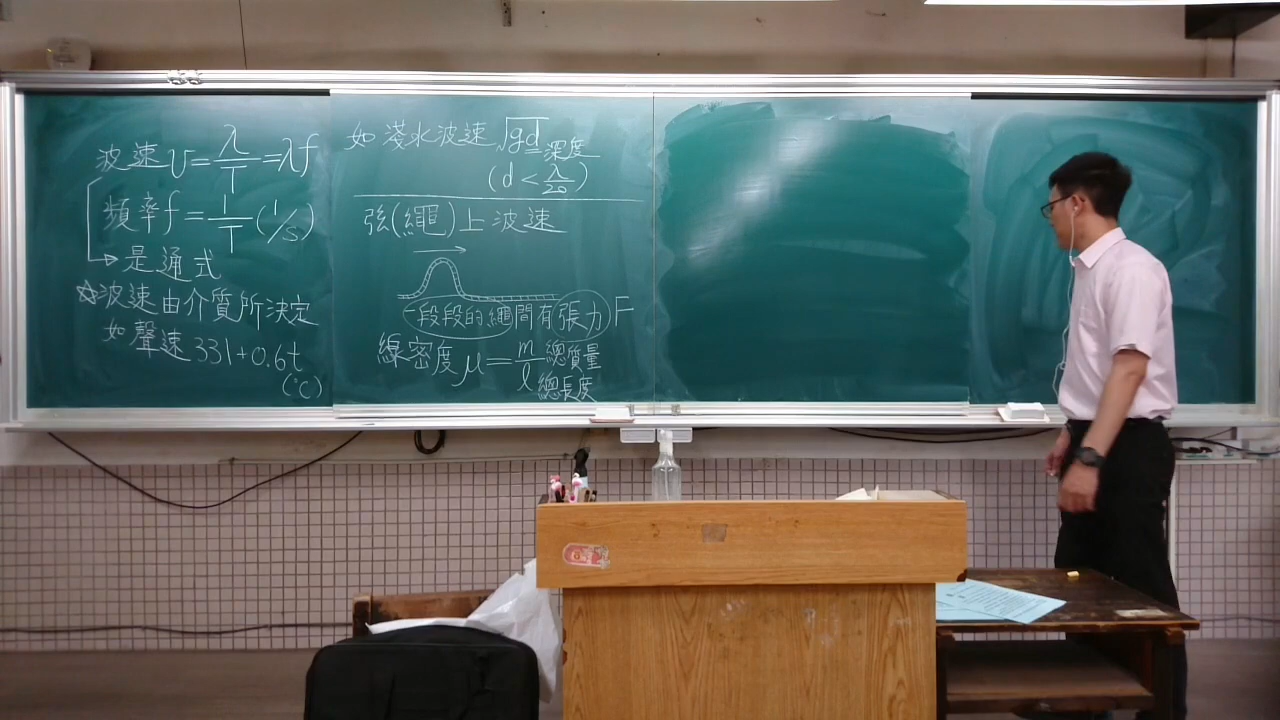 波速 v = λ/T = λf
頻率 f = 1/T (1/s)
是通式
☆波速由介質所決定
如 聲速 331+0.6t
(℃)
如 淺水波速 √gd 深度
(d < λ/20)
弦(繩)上波速
一段段的繩間有張力 F
線密度 μ = m/l 總質量
總長度